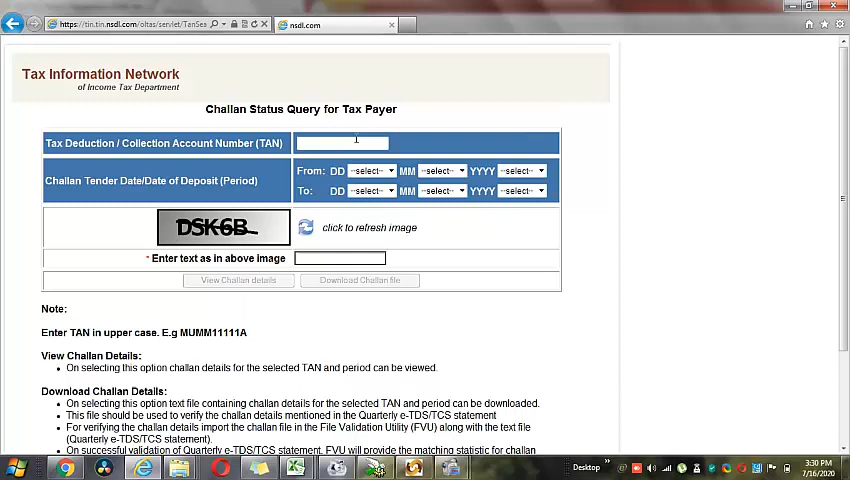 https://tin.tin.nsdl.com/oltas/servlet/TanSea
nsdl.com
Tax Information Network
of Income Tax Department
Challan Status Query for Tax Payer
Tax Deduction / Collection Account Number (TAN)
Challan Tender Date/Date of Deposit (Period)
From: DD --select-- MM --select-- YYYY --select--
To: DD --select-- MM --select-- YYYY --select--
DSK6B
click to refresh image
* Enter text as in above image
View Challan details Download Challan file
Note:
Enter TAN in upper case. E.g MUMM11111A
View Challan Details:
• On selecting this option challan details for the selected TAN and period can be viewed.
Download Challan Details:
• On selecting this option text file containing challan details for the selected TAN and period can be downloaded.
• This file should be used to verify the challan details mentioned in the Quarterly e-TDS/TCS statement
• For verifying the challan details import the challan file in the File Validation Utility (FVU) along with the text file
(Quarterly e-TDS/TCS statement).
• On successful validation of Quarterly e-TDS/TCS statement, FVU will provide the matching statistic for challan
Desktop
3:30 PM
7/16/2020